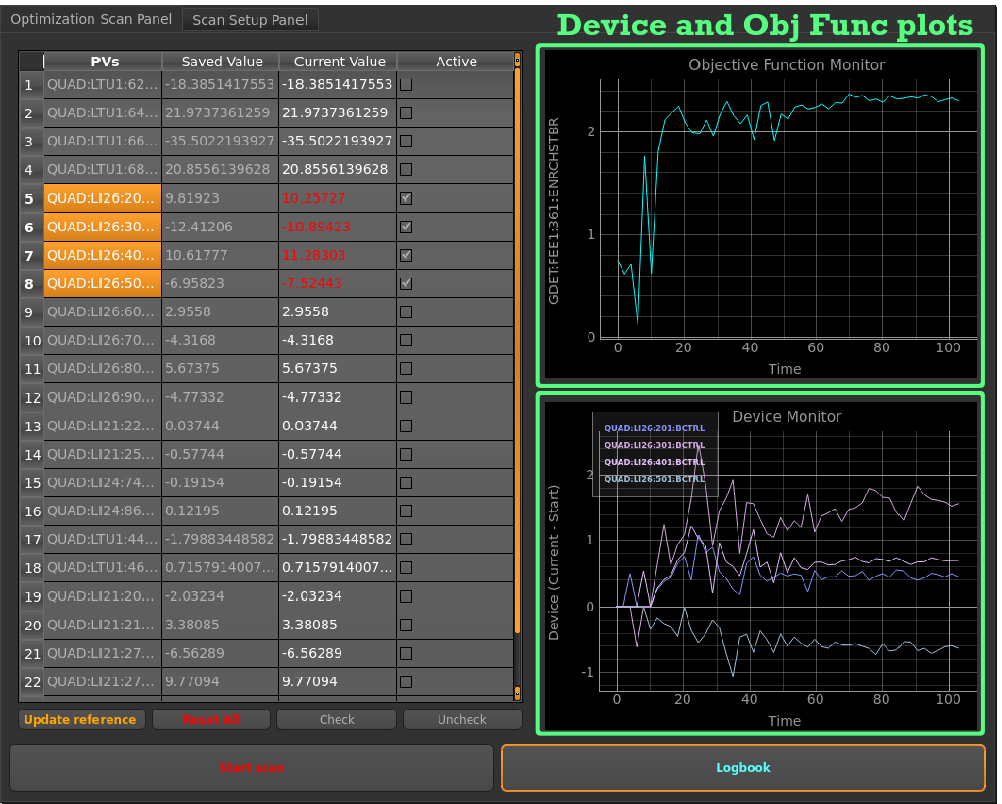 Optimization Scan Panel Scan Setup Panel
Device and Obj Func plots
PVs Saved Value Current Value Active
1 QUAD:LTU1:62... -18.3851417553 -18.3851417553
2 QUAD:LTU1:64... 21.9737361259 21.9737361259
3 QUAD:LTU1:66... -35.5022193927 -35.5022193927
4 QUAD:LTU1:68... 20.8556139628 20.8556139628
5 QUAD:LI26:20... 9.81923 10.25727
6 QUAD:LI26:30... -12.41206 -10.89423
7 QUAD:LI26:40... 10.61777 11.28303
8 QUAD:LI26:50... -6.95823 -7.52443
9 QUAD:LI26:60... 2.9558 2.9558
10 QUAD:LI26:70... -4.3168 -4.3168
11 QUAD:LI26:80... 5.67375 5.67375
12 QUAD:LI26:90... -4.77332 -4.77332
13 QUAD:LI21:22... 0.03744 0.03744
14 QUAD:LI21:25... -0.57744 -0.57744
15 QUAD:LI24:74... -0.19154 -0.19154
16 QUAD:LI24:86... 0.12195 0.12195
17 QUAD:LTU1:44... -1.79883448582 -1.79883448582
18 QUAD:LTU1:46... 0.7157914007... 0.7157914007...
19 QUAD:LI21:20... -2.03234 -2.03234
20 QUAD:LI21:21... 3.38085 3.38085
21 QUAD:LI21:27... -6.56289 -6.56289
22 QUAD:LI21:27... 9.77094 9.77094
Update reference Reset All Check Uncheck
Start scan Logbook
Objective Function Monitor
GDET:FEE1:361:ENRCHSTBR
2
1
0
0 20 40 60 80 100
Time
Device Monitor
QUAD:LI26:201:BCTRL
QUAD:LI26:301:BCTRL
QUAD:LI26:401:BCTRL
QUAD:LI26:501:BCTRL
Device (Current - Start)
2
1
0
-1
0 20 40 60 80 100
Time